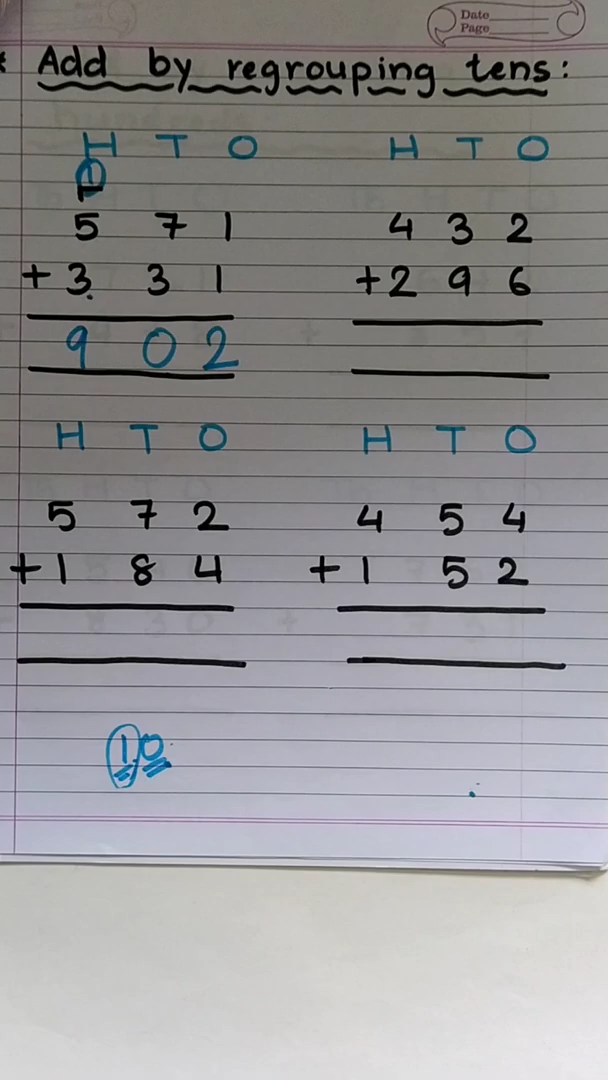 Date
Page
* Add by regrouping tens:
H T O H T O
1
5 7 1 4 3 2
+ 3 3 1 + 2 9 6
9 0 2
H T O H T O
5 7 2 4 5 4
+ 1 8 4 + 1 5 2
10